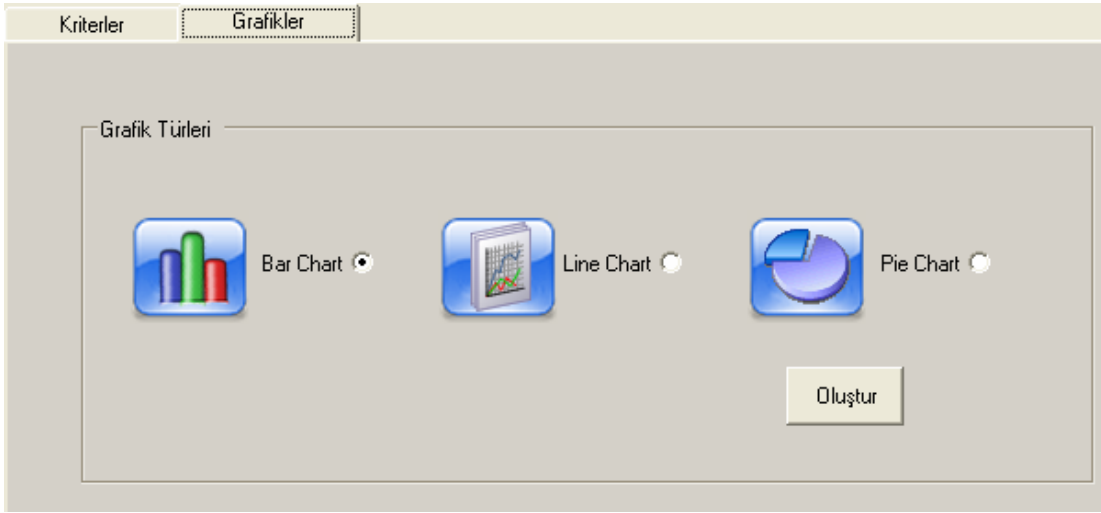 Kriterler
Grafikler
Grafik Türleri
Bar Chart
Line Chart
Pie Chart
Oluştur